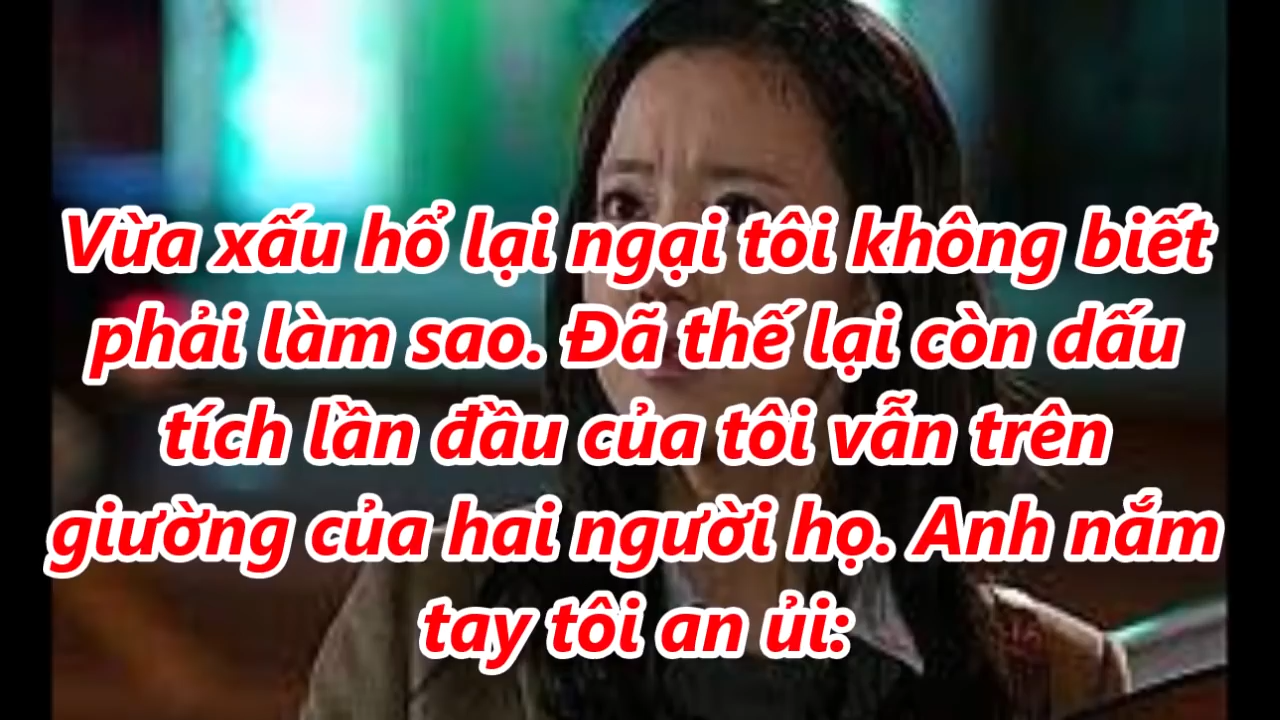 Vừa xấu hổ lại ngại tôi không biết
phải làm sao. Đã thế lại còn dấu
tích lần đầu của tôi vẫn trên
giường của hai người họ. Anh nắm
tay tôi an ủi: